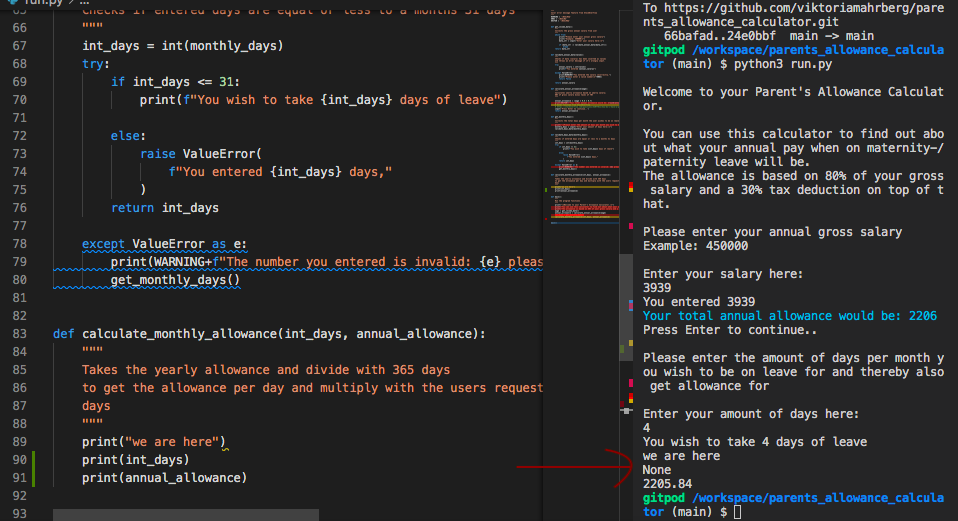 run.py > ...
checks if entered days are equal or less to a months 31 days
66 """
67 int_days = int(monthly_days)
68 try:
69 if int_days <= 31:
70 print(f"You wish to take {int_days} days of leave")
71
72 else:
73 raise ValueError(
74 f"You entered {int_days} days,"
75 )
76 return int_days
77
78 except ValueError as e:
79 print(WARNING+f"The number you entered is invalid: {e} pleas
80 get_monthly_days()
81
82
83 def calculate_monthly_allowance(int_days, annual_allowance):
84 """
85 Takes the yearly allowance and divide with 365 days
86 to get the allowance per day and multiply with the users request
87 days
88 """
89 print("we are here")
90 print(int_days)
91 print(annual_allowance)
92
93
To https://github.com/viktoriamahrberg/pare
nts_allowance_calculator.git
66bafad..24e0bbf main -> main
gitpod /workspace/parents_allowance_calcula
tor (main) $ python3 run.py
Welcome to your Parent's Allowance Calculat
or.
You can use this calculator to find out abo
ut what your annual pay when on maternity-/
paternity leave will be.
The allowance is based on 80% of your gross
salary and a 30% tax deduction on top of t
hat.
Please enter your annual gross salary
Example: 450000
Enter your salary here:
3939
You entered 3939
Your total annual allowance would be: 2206
Press Enter to continue..
Please enter the amount of days per month y
ou wish to be on leave for and thereby also
get allowance for
Enter your amount of days here:
4
You wish to take 4 days of leave
we are here
None
2205.84
gitpod /workspace/parents_allowance_calcula
tor (main) $